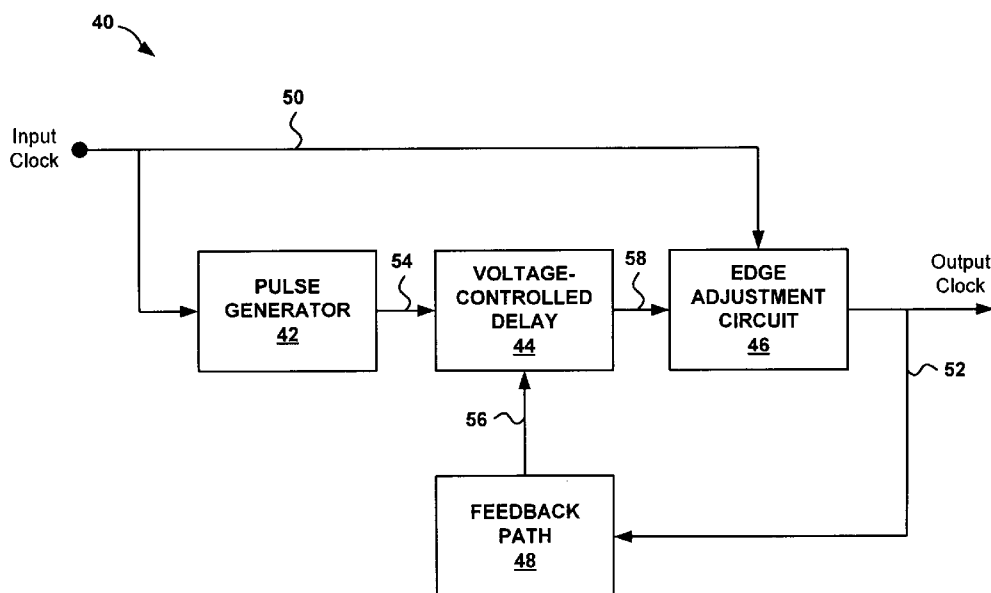 40
50
Input
Clock
54
58
PULSE
GENERATOR
42
VOLTAGE-
CONTROLLED
DELAY
44
EDGE
ADJUSTMENT
CIRCUIT
46
Output
Clock
52
56
FEEDBACK
PATH
48